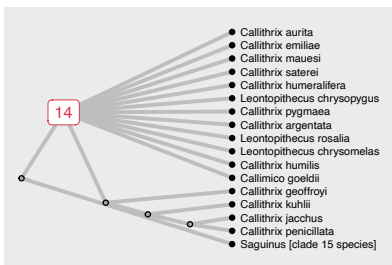 14
Callithrix aurita
Callithrix emiliae
Callithrix mauesi
Callithrix saterei
Callithrix humeralifera
Leontopithecus chrysopygus
Callithrix pygmaea
Callithrix argentata
Leontopithecus rosalia
Leontopithecus chrysomelas
Callithrix humilis
Callimico goeldii
Callithrix geoffroyi
Callithrix kuhlii
Callithrix jacchus
Callithrix penicillata
Saguinus [clade 15 species]